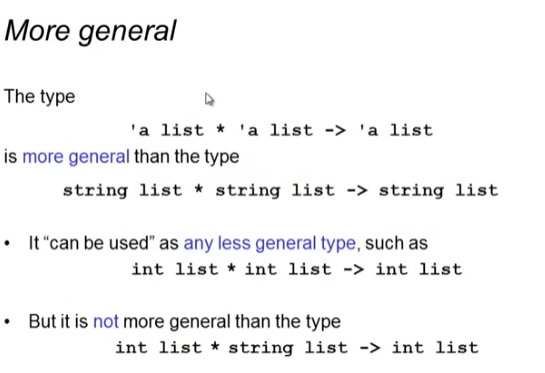 More general
The type
'a list * 'a list -> 'a list
is more general than the type
string list * string list -> string list
• It “can be used” as any less general type, such as
int list * int list -> int list
• But it is not more general than the type
int list * string list -> int list